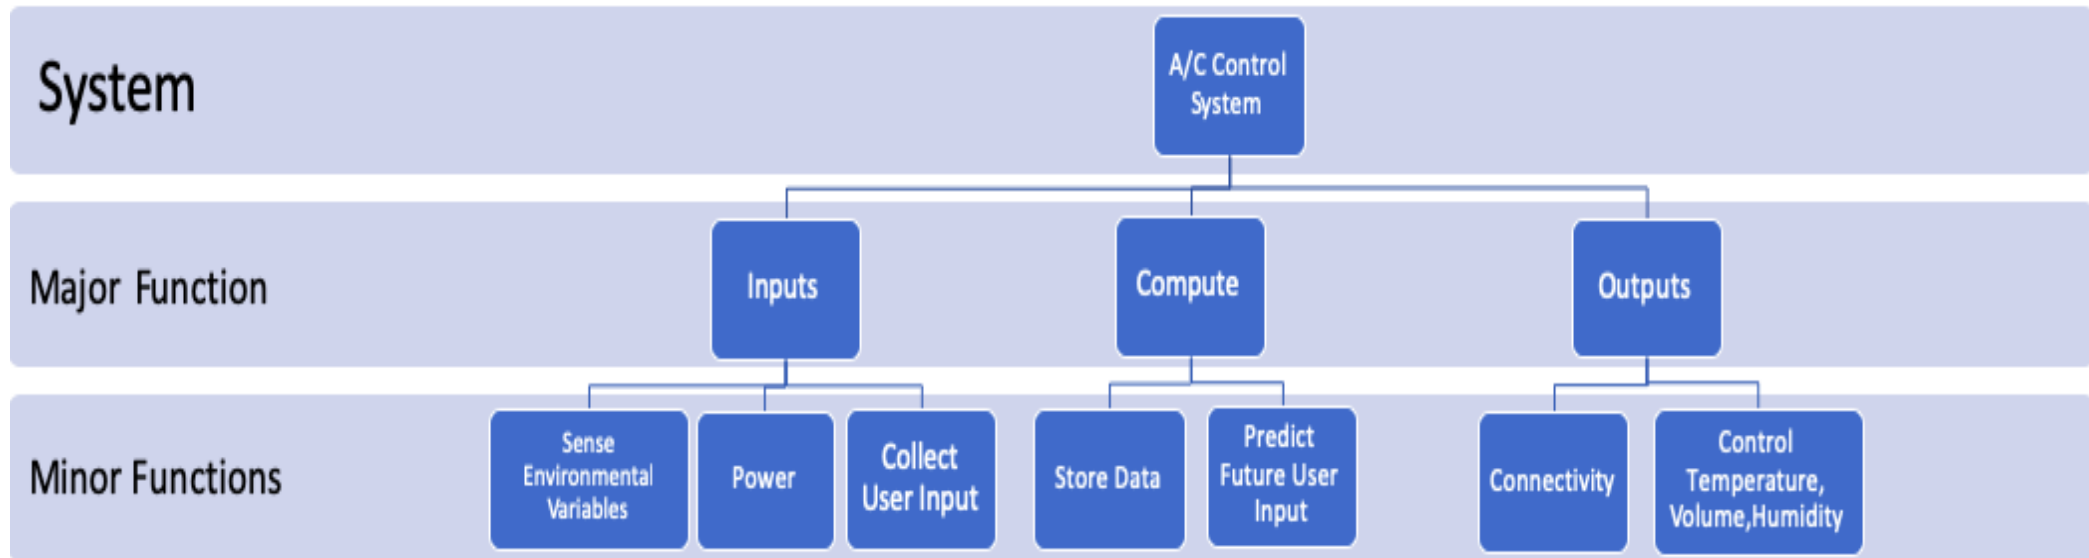 System
A/C Control
System
Major Function
Inputs
Compute
Outputs
Minor Functions
Sense
Environmental
Variables
Power
Collect
User Input
Store Data
Predict
Future User
Input
Connectivity
Control
Temperature,
Volume,Humidity